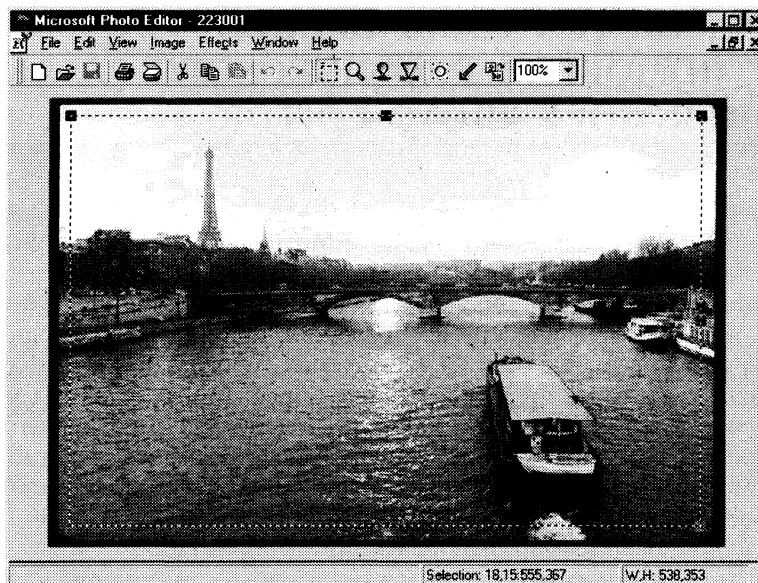 Microsoft Photo Editor - 223001
File Edit View Image Effects Window Help
100%
Selection: 18,15:555,367 W,H: 538,353